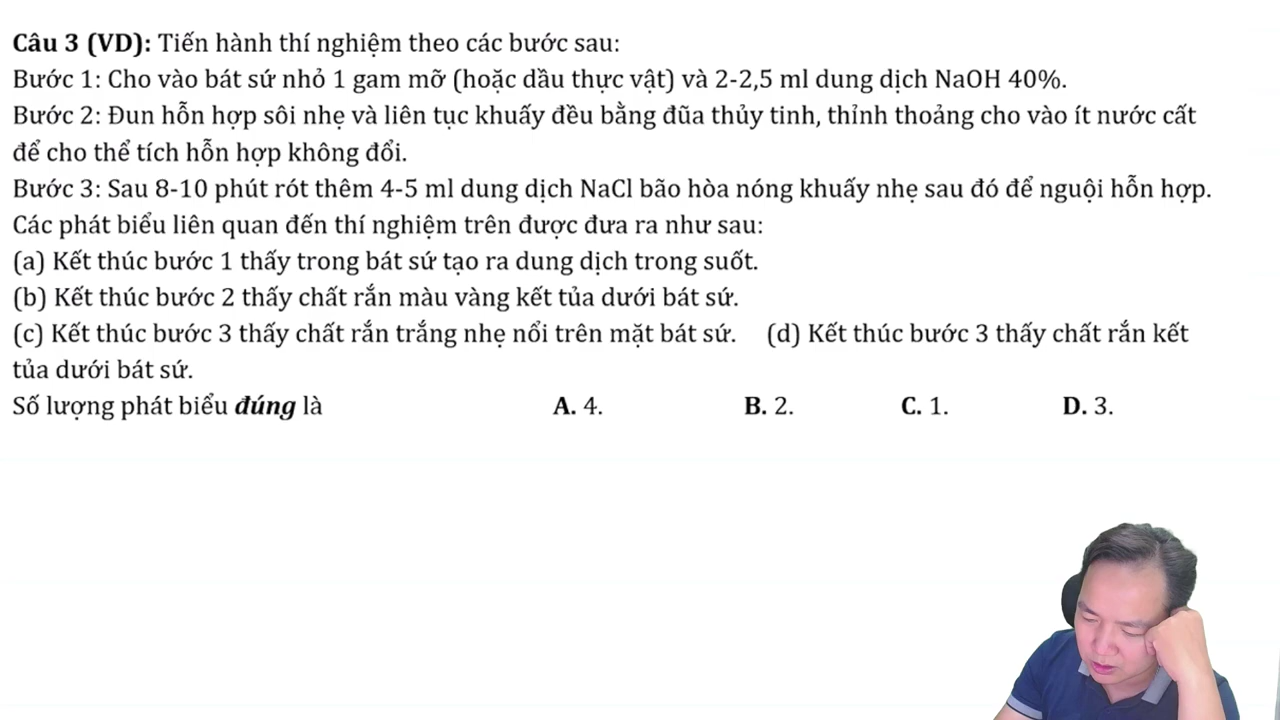 Câu 3 (VD): Tiến hành thí nghiệm theo các bước sau:
Bước 1: Cho vào bát sứ nhỏ 1 gam mỡ (hoặc dầu thực vật) và 2-2,5 ml dung dịch NaOH 40%.
Bước 2: Đun hỗn hợp sôi nhẹ và liên tục khuấy đều bằng đũa thủy tinh, thỉnh thoảng cho vào ít nước cất
để cho thể tích hỗn hợp không đổi.
Bước 3: Sau 8-10 phút rót thêm 4-5 ml dung dịch NaCl bão hòa nóng khuấy nhẹ sau đó để nguội hỗn hợp.
Các phát biểu liên quan đến thí nghiệm trên được đưa ra như sau:
(a) Kết thúc bước 1 thấy trong bát sứ tạo ra dung dịch trong suốt.
(b) Kết thúc bước 2 thấy chất rắn màu vàng kết tủa dưới bát sứ.
(c) Kết thúc bước 3 thấy chất rắn trắng nhẹ nổi trên mặt bát sứ. (d) Kết thúc bước 3 thấy chất rắn kết
tủa dưới bát sứ.
Số lượng phát biểu đúng là A. 4. B. 2. C. 1. D. 3.